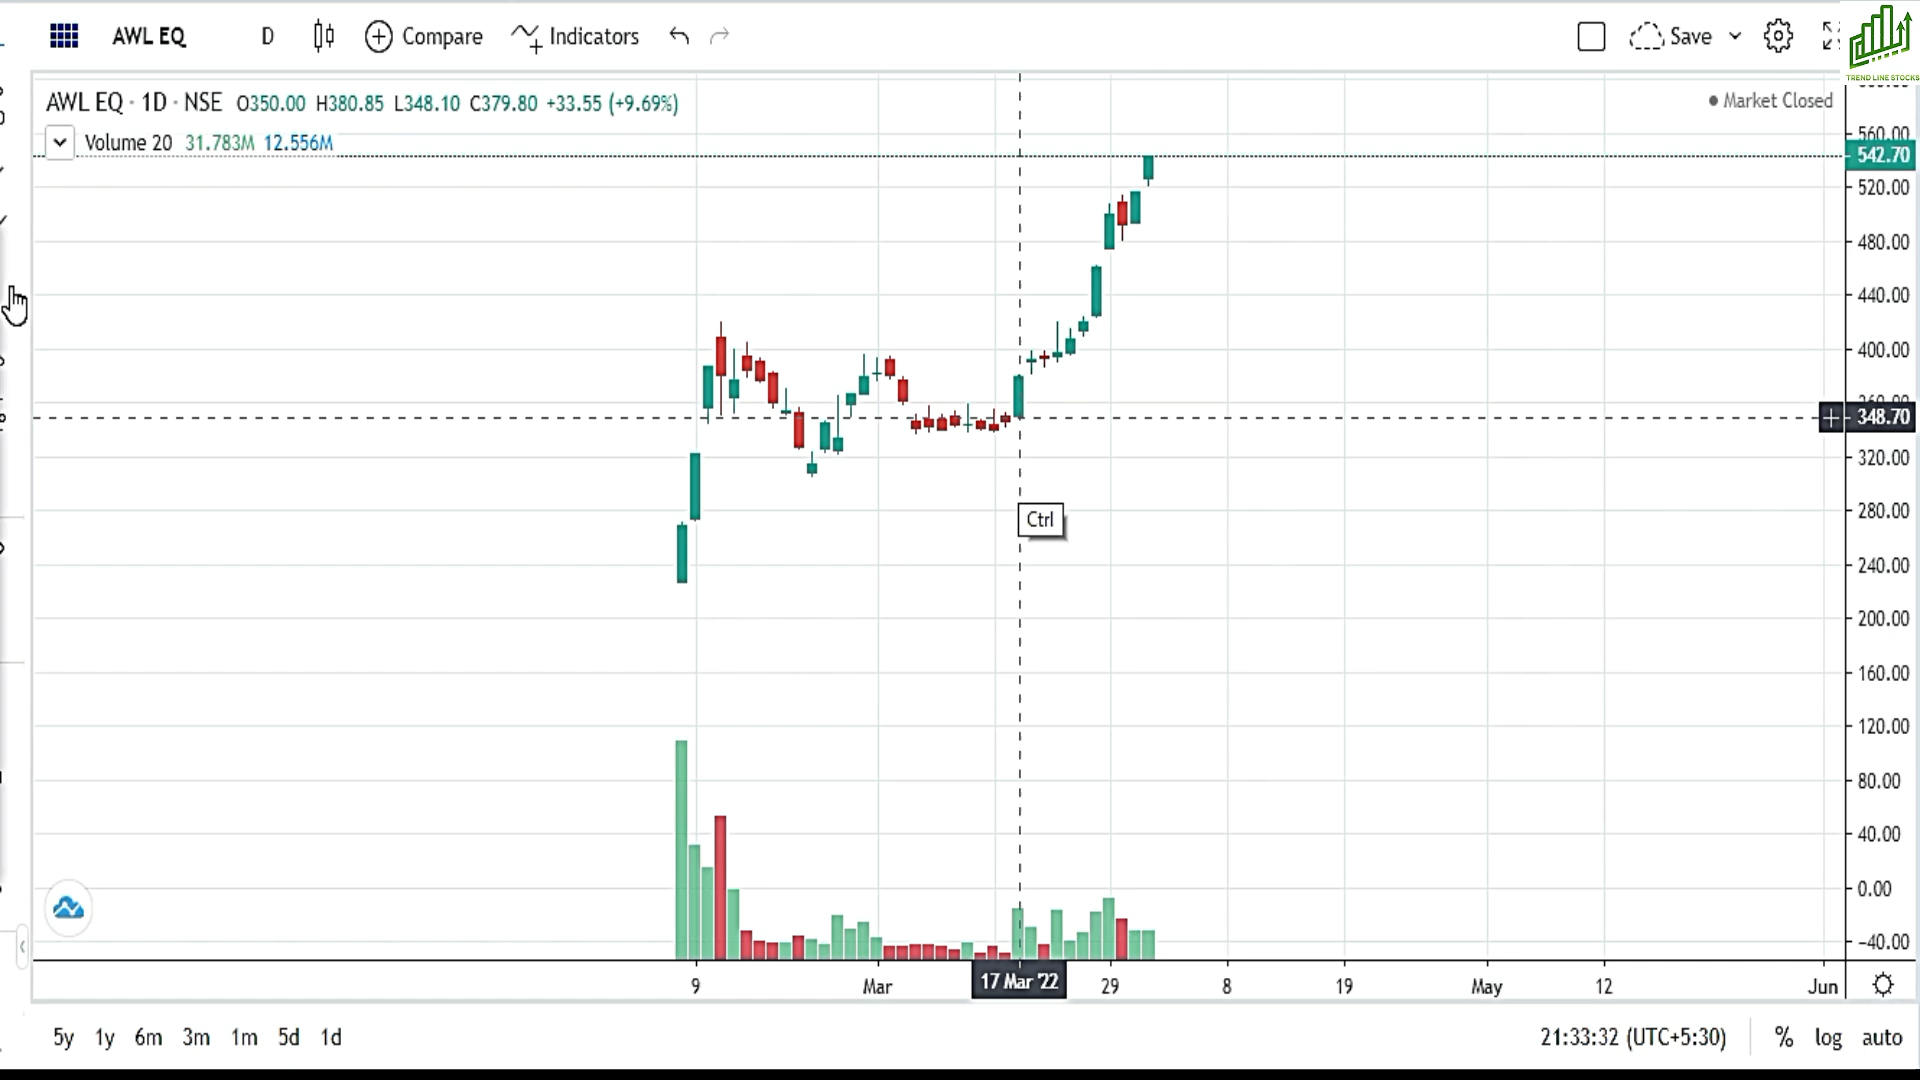 AWL EQ D Compare Indicators Save
TREND LINE STOCKS
AWL EQ · 1D · NSE O350.00 H380.85 L348.10 C379.80 +33.55 (+9.69%)
Market Closed
Volume 20 31.783M 12.556M
560.00
542.70
520.00
480.00
440.00
400.00
348.70
320.00
Ctrl
280.00
240.00
200.00
160.00
120.00
80.00
40.00
0.00
−40.00
9 Mar 17 Mar '22 29 8 19 May 12 Jun
5y 1y 6m 3m 1m 5d 1d 21:33:32 (UTC+5:30) % log auto